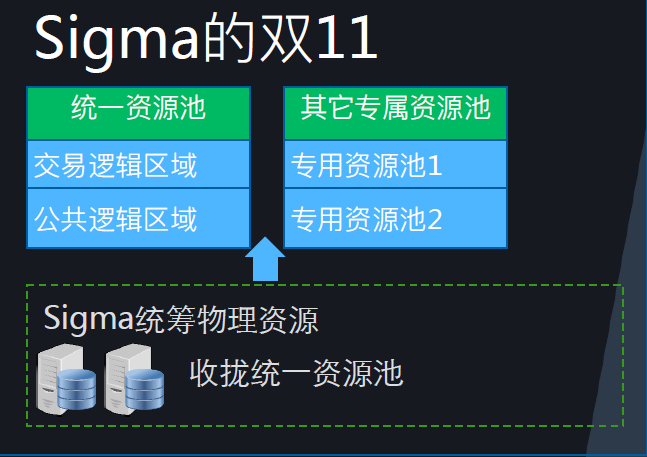 Sigma的双11
统一资源池
其它专属资源池
交易逻辑区域
专用资源池1
公共逻辑区域
专用资源池2
Sigma统筹物理资源
收拢统一资源池